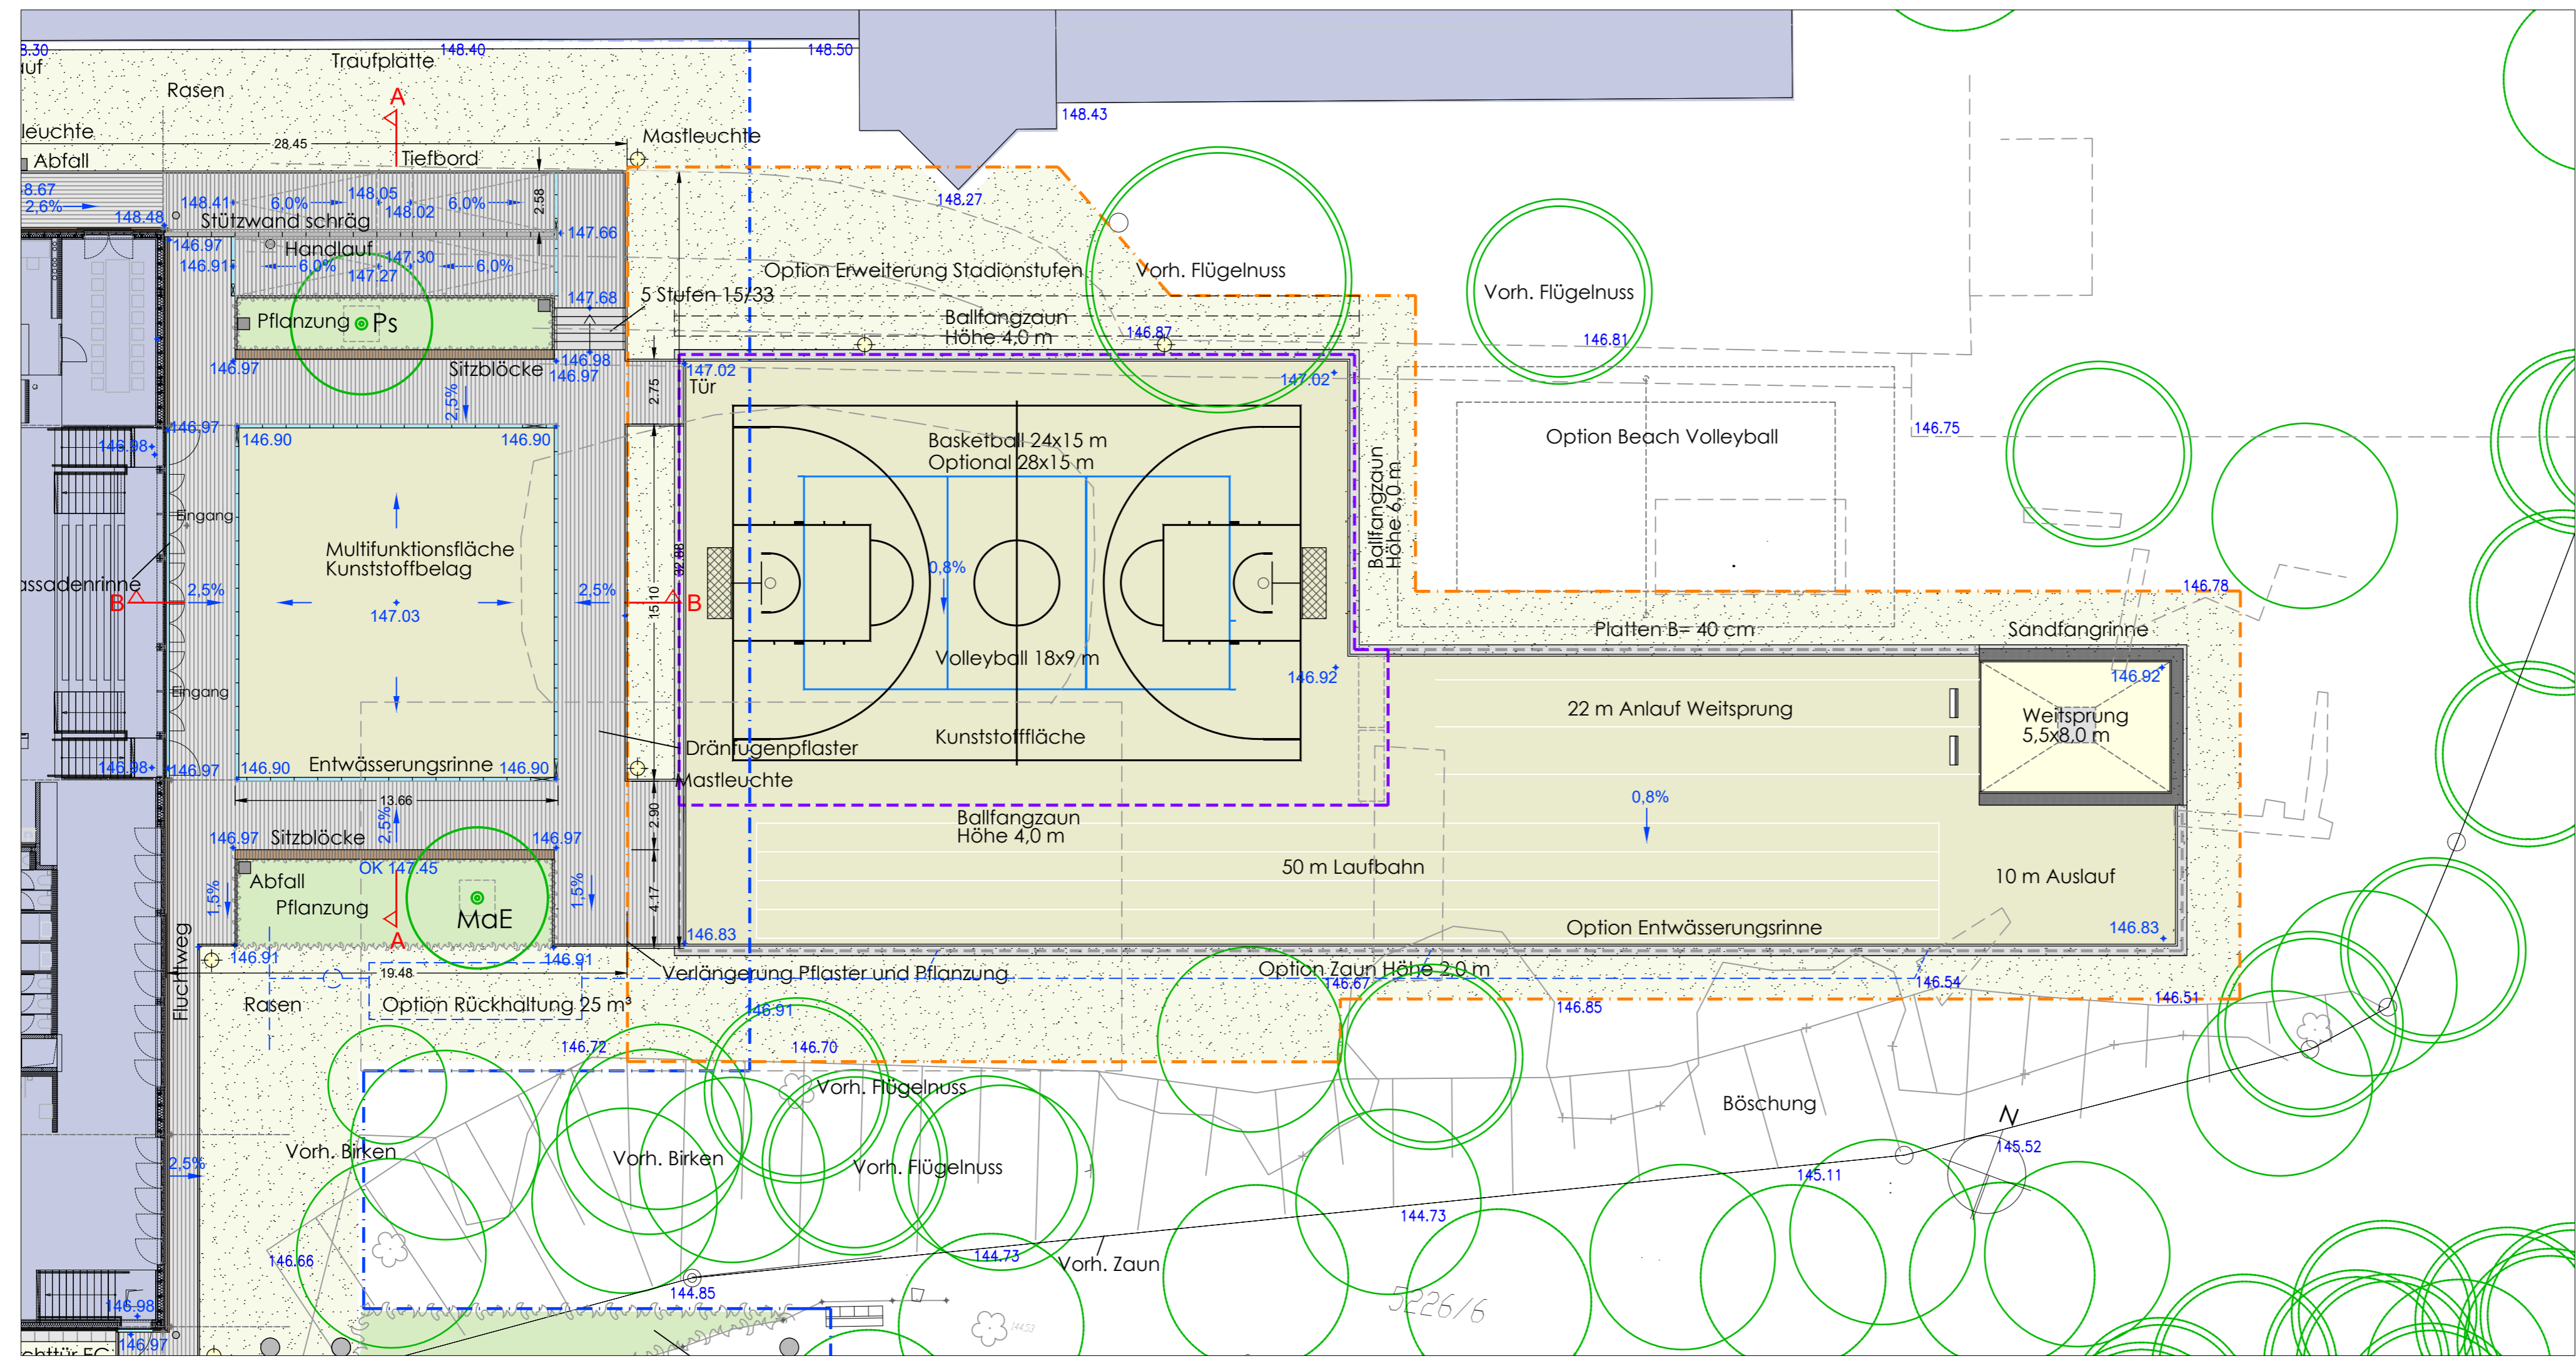 148.40
148.50
Traufplatte
Rasen
A
leuchte
Abfall
28.45
Tiefbord
Mastleuchte
148.43
148.27
2,6%
148.48
148.41
6,0%
148.05
148.02
6,0%
2.58
Stützwand schräg
147.66
146.97
Handlauf
146.91
6,0%
147.30
147.27
6,0%
Option Erweiterung Stadionstufen
Vorh. Flügelnuss
Vorh. Flügelnuss
147.68
5 Stufen 15/33
Pflanzung
Ps
Ballfangzaun
Höhe 4,0 m
146.87
146.81
146.97
Sitzblöcke
146.98
146.97
147.02
Tür
147.02
2.75
2,5%
146.97
146.98
146.90
146.90
Basketball 24x15 m
Optional 28x15 m
Ballfangzaun
Höhe 6,0 m
Option Beach Volleyball
146.75
Eingang
Multifunktionsfläche
Kunststoffbelag
147.03
assadenrinne
B
2,5%
2,5%
B
32.88
15.10
0,8%
146.78
Platten B= 40 cm
Sandfangrinne
Volleyball 18x9 m
146.92
146.92
Eingang
22 m Anlauf Weitsprung
Weitsprung
5,5x8,0 m
Kunststofffläche
Dränfugenpflaster
Mastleuchte
146.98
146.97
146.90
Entwässerungsrinne
146.90
13.66
2.90
0,8%
2,5%
146.97
Sitzblöcke
146.97
Ballfangzaun
Höhe 4,0 m
OK 147.45
Abfall
Pflanzung
MaE
1,5%
1,5%
4.17
50 m Laufbahn
10 m Auslauf
Option Entwässerungsrinne
146.83
146.83
A
Fluchtweg
146.91
146.91
19.48
Verlängerung Pflaster und Pflanzung
Option Zaun Höhe 2,0 m
146.67
146.54
146.51
146.85
Rasen
Option Rückhaltung 25 m³
146.91
146.72
146.70
Vorh. Flügelnuss
Böschung
N
145.52
Vorh. Birken
Vorh. Birken
Vorh. Flügelnuss
2,5%
145.11
144.73
144.73
Vorh. Zaun
146.66
144.85
5226/6
146.98
146.97